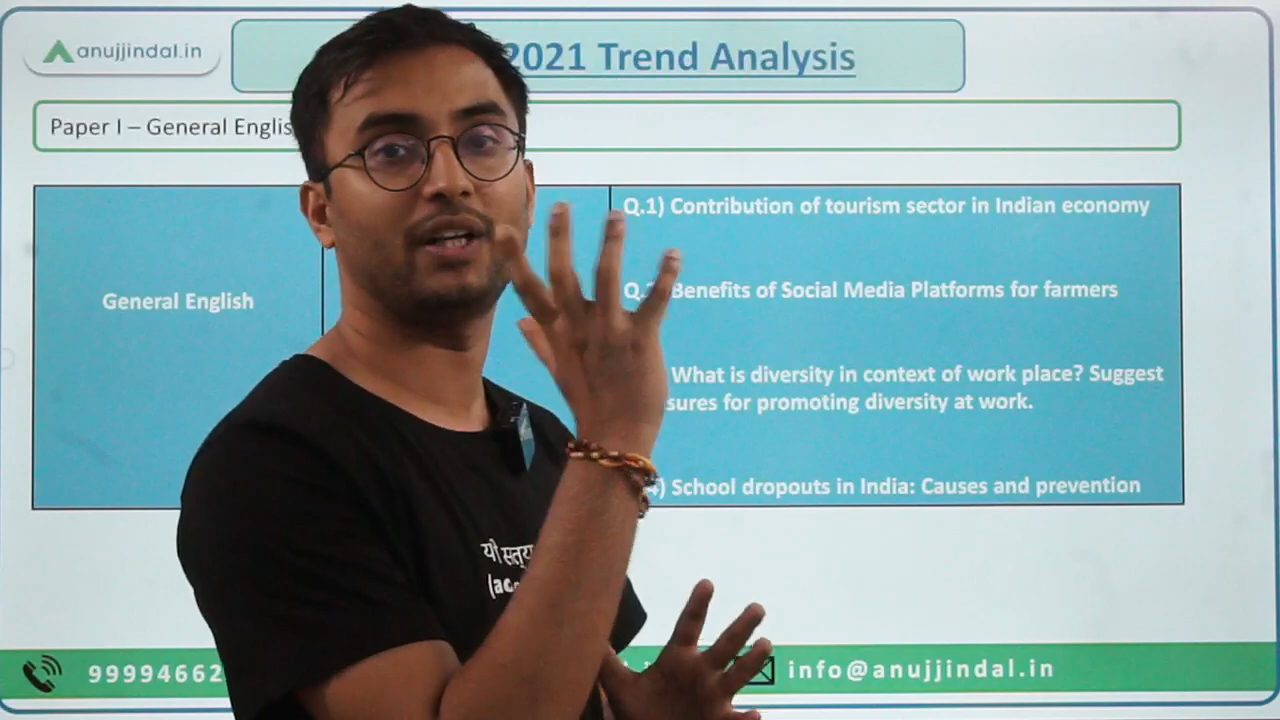 anujjindal.in
2021 Trend Analysis
Paper I – General Englis
General English
Q.1) Contribution of tourism sector in Indian economy
Benefits of Social Media Platforms for farmers
What is diversity in context of work place? Suggest
sures for promoting diversity at work.
4) School dropouts in India: Causes and prevention
यो
99994662
info@anujjindal.in